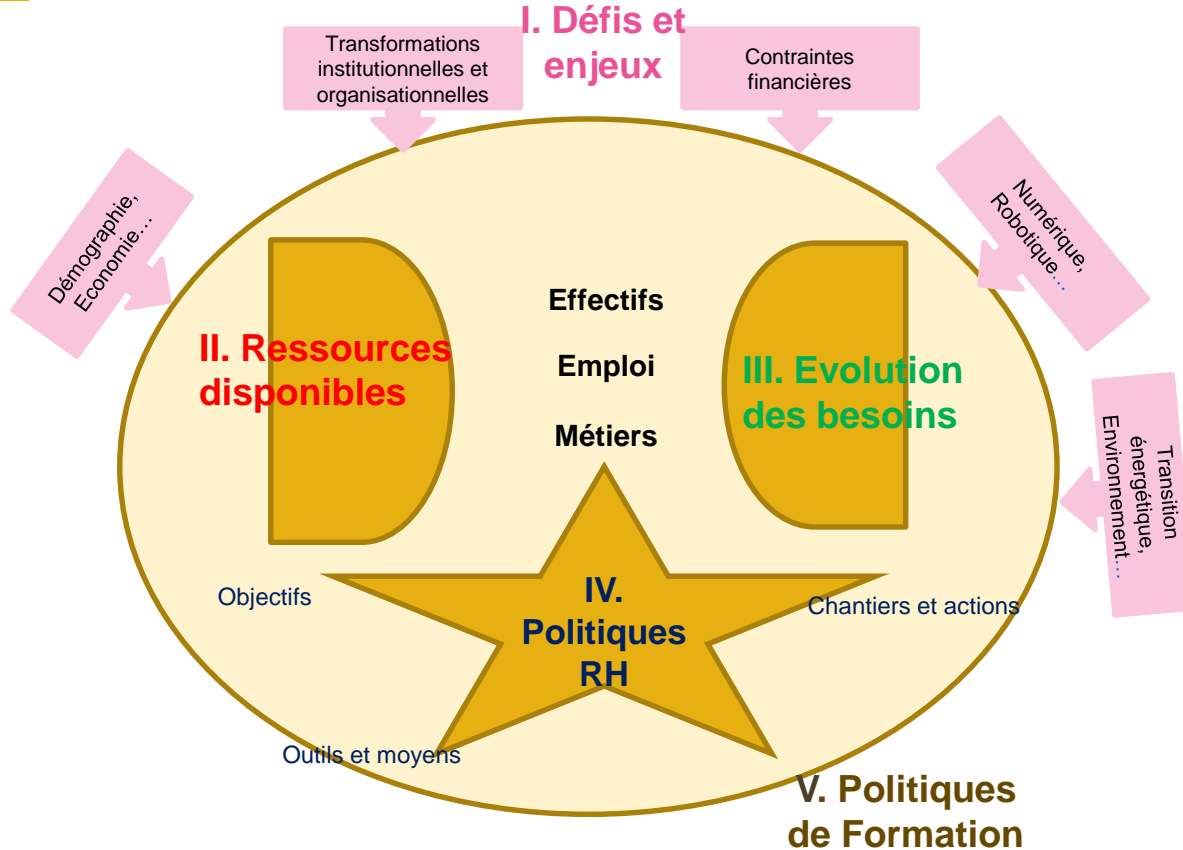 I. Défis et
enjeux
Transformations
institutionnelles et
organisationnelles
Contraintes
financières
Démographie,
Economie…
Numérique,
Robotique…
Transition
énergétique,
Environnement…
II. Ressources
disponibles
Effectifs
Emploi
Métiers
III. Evolution
des besoins
Objectifs
IV.
Politiques
RH
Chantiers et actions
Outils et moyens
V. Politiques
de Formation